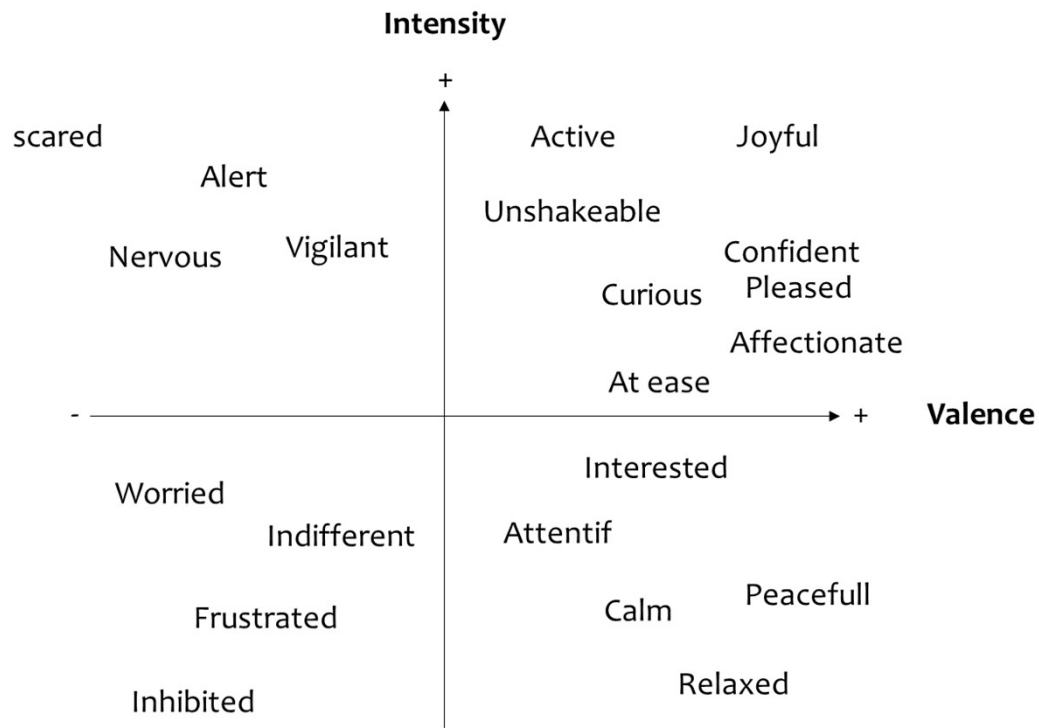 Intensity
+
scared Active Joyful
Alert
Unshakeable
Nervous Vigilant Confident
Curious Pleased
Affectionate
At ease
- + Valence
Interested
Worried
Indifferent Attentif
Calm Peacefull
Frustrated
Relaxed
Inhibited